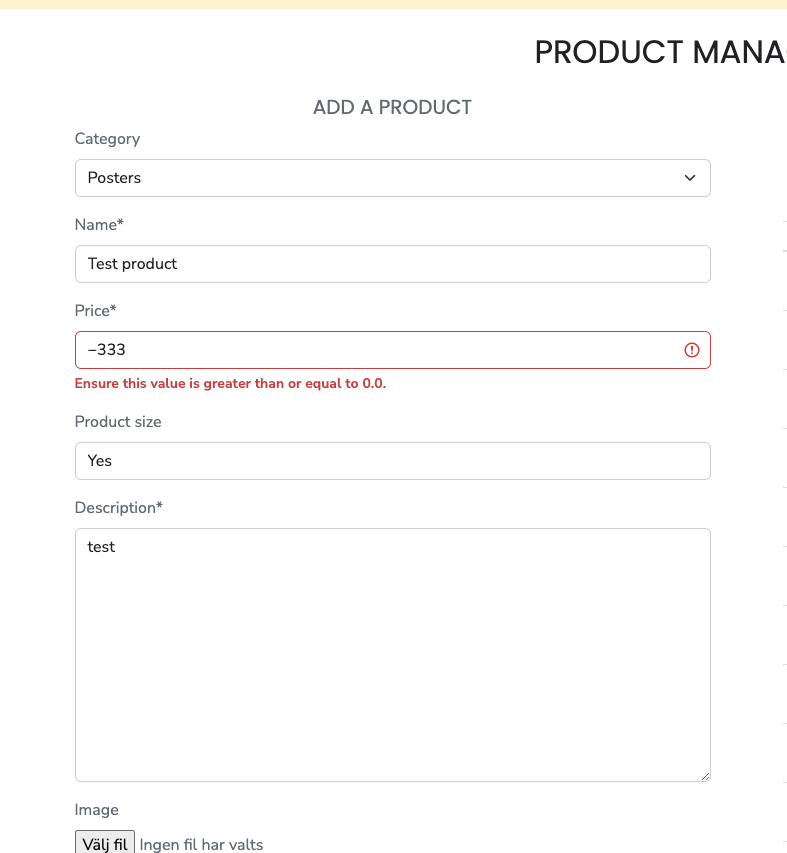 PRODUCT MANA
ADD A PRODUCT
Category
Posters
Name*
Test product
Price*
−333
Ensure this value is greater than or equal to 0.0.
Product size
Yes
Description*
test
Image
Välj fil Ingen fil har valts